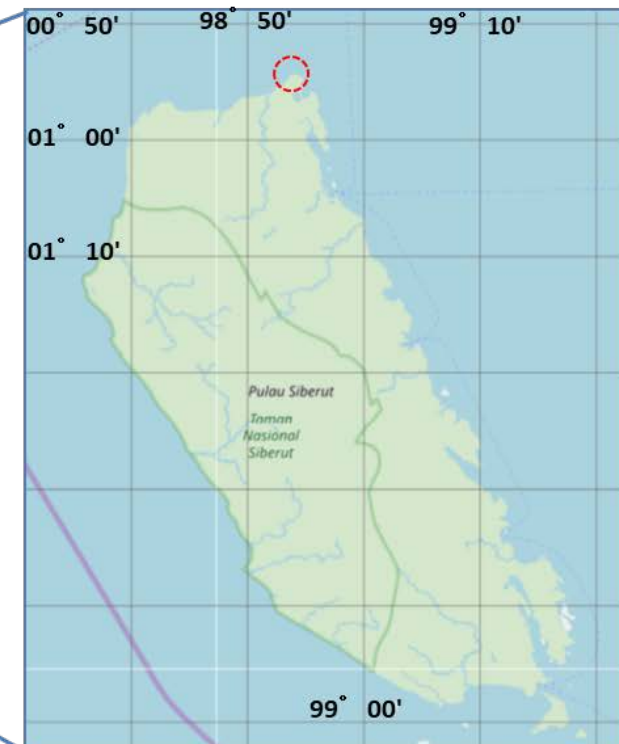 00° 50'
98° 50'
99° 10'
01° 00'
01° 10'
Pulau Siberut
Taman
Nasional
Siberut
99° 00'